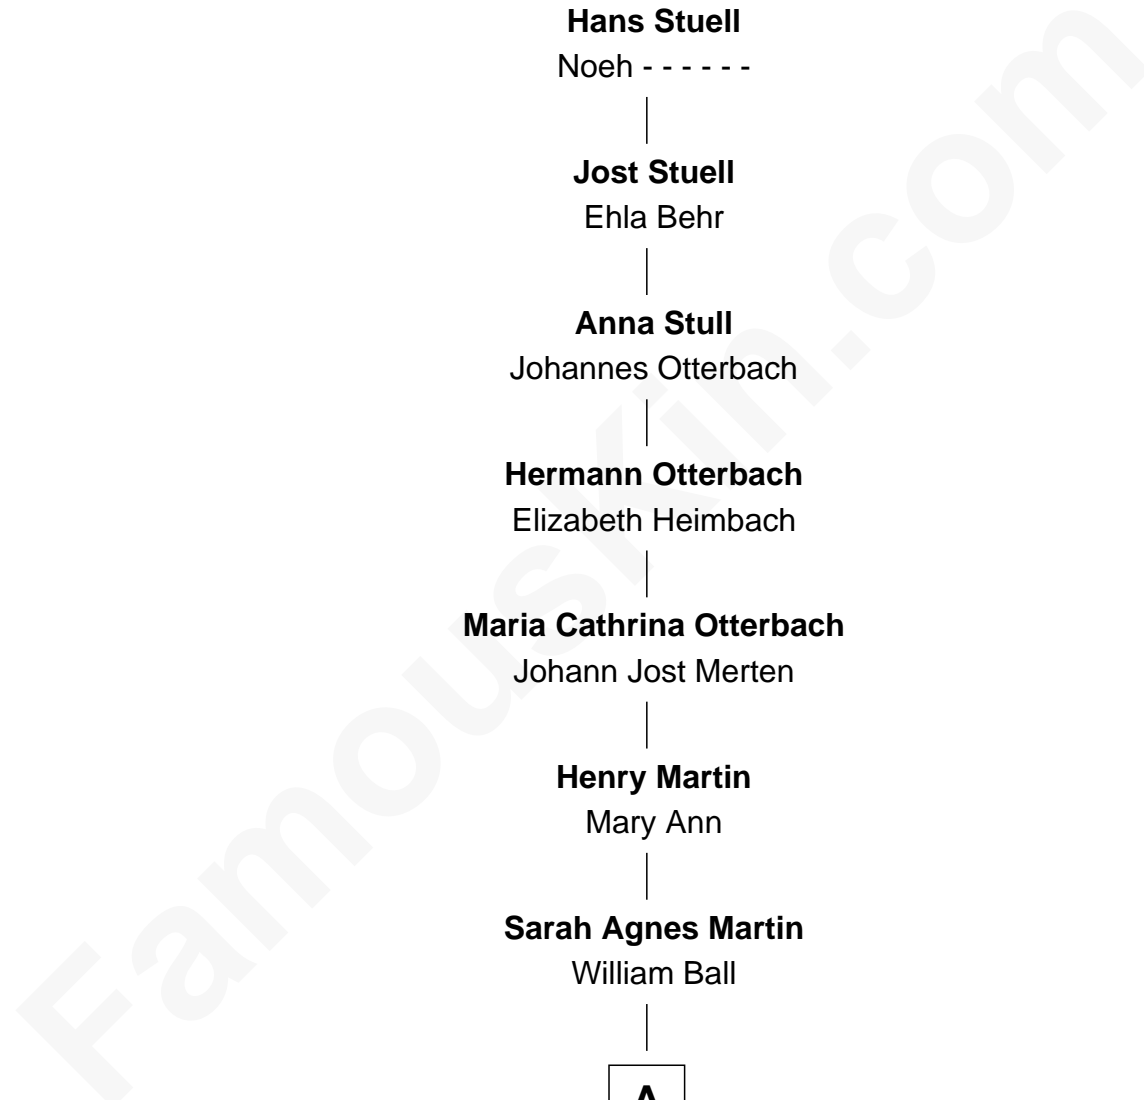 Hans Stuell
Noeh - - - - - -
Jost Stuell
Ehla Behr
Anna Stull
Johannes Otterbach
Hermann Otterbach
Elizabeth Heimbach
Maria Cathrina Otterbach
Johann Jost Merten
Henry Martin
Mary Ann
Sarah Agnes Martin
William Ball
A
FamousKin.com